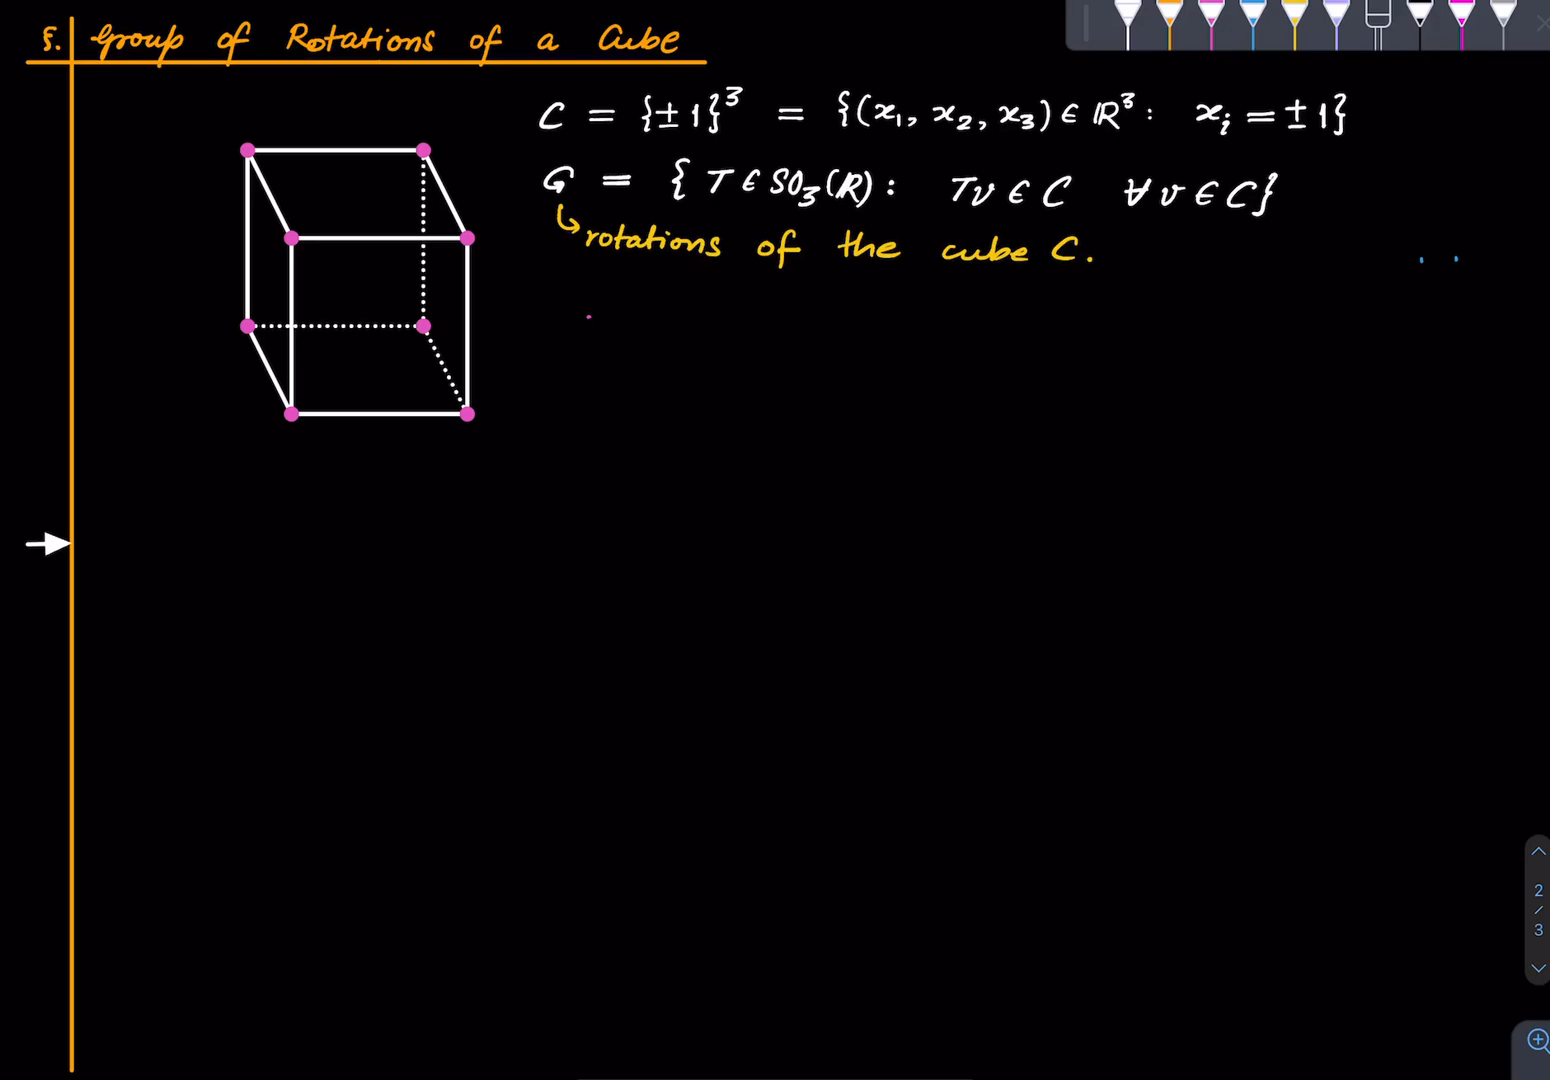 §. Group of Rotations of a Cube
C = {±1}³ = {(x₁, x₂, x₃) ∈ ℝ³ : xᵢ = ±1}
G = { T ∈ SO₃(ℝ) : Tv ∈ C ∀ v ∈ C}
↳ rotations of the cube C.
2
/
3